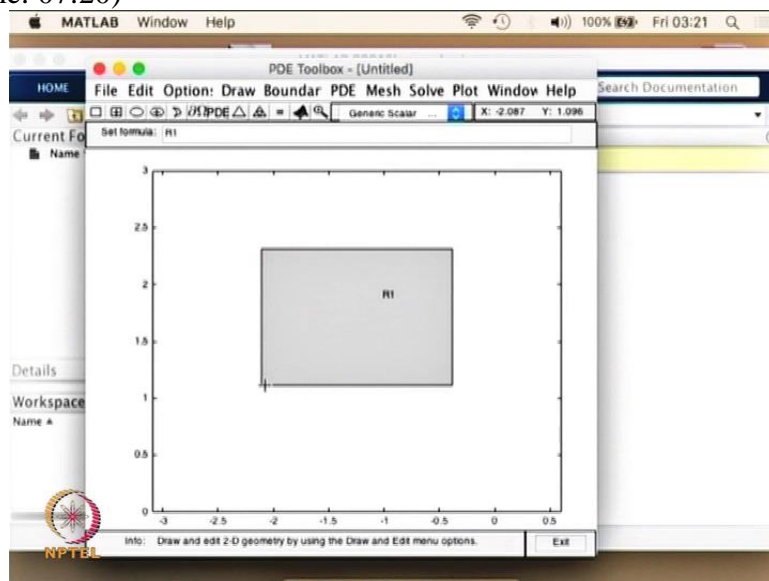 MATLAB Window Help 100% Fri 03:21
PDE Toolbox - [Untitled]
HOME
Search Documentation
File Edit Option: Draw Boundar PDE Mesh Solve Plot Window Help
PDE = Generic Scalar ... X: -2.087 Y: 1.096
Current Fo
Set formula: R1
Name
3
2.5
2
R1
1.5
Details
1
Workspace
Name
0.5
0
-3 -2.5 -2 -1.5 -1 -0.5 0 0.5
Info: Draw and edit 2-D geometry by using the Draw and Edit menu options. Exit
NPTEL